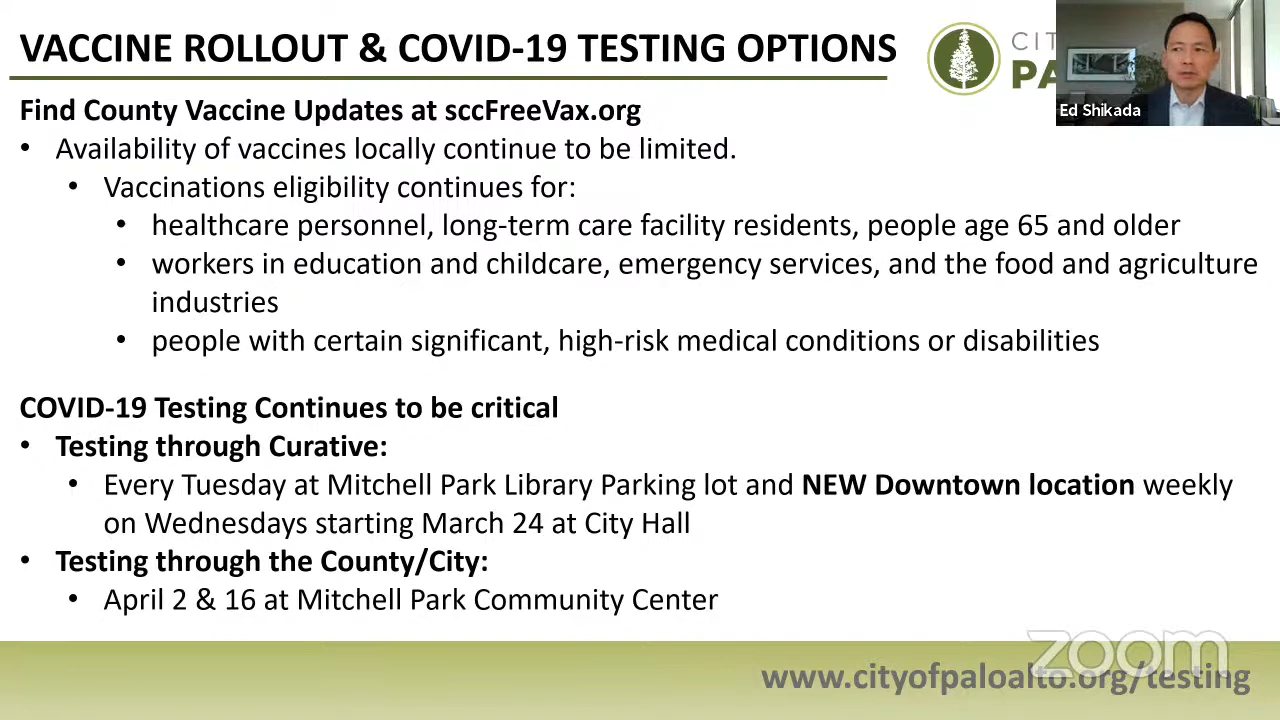 VACCINE ROLLOUT & COVID-19 TESTING OPTIONS
CIT
PA
Ed Shikada
Find County Vaccine Updates at sccFreeVax.org
• Availability of vaccines locally continue to be limited.
• Vaccinations eligibility continues for:
• healthcare personnel, long-term care facility residents, people age 65 and older
• workers in education and childcare, emergency services, and the food and agriculture
industries
• people with certain significant, high-risk medical conditions or disabilities
COVID-19 Testing Continues to be critical
• Testing through Curative:
• Every Tuesday at Mitchell Park Library Parking lot and NEW Downtown location weekly
on Wednesdays starting March 24 at City Hall
• Testing through the County/City:
• April 2 & 16 at Mitchell Park Community Center
zoom
www.cityofpaloalto.org/testing